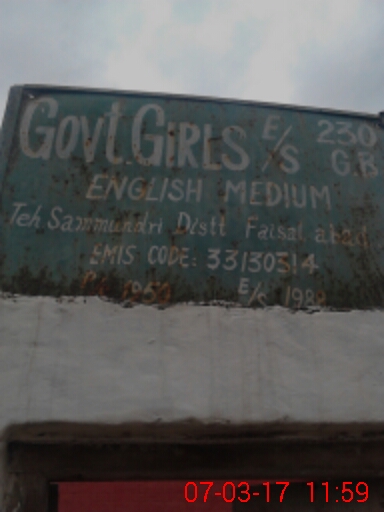 Govt. GIRLS E/S 230 G.B
ENGLISH MEDIUM
Teh Sammundri Distt Faisal abad
EMIS CODE: 33130314
1950 E/S 1989
07-03-17 11:59